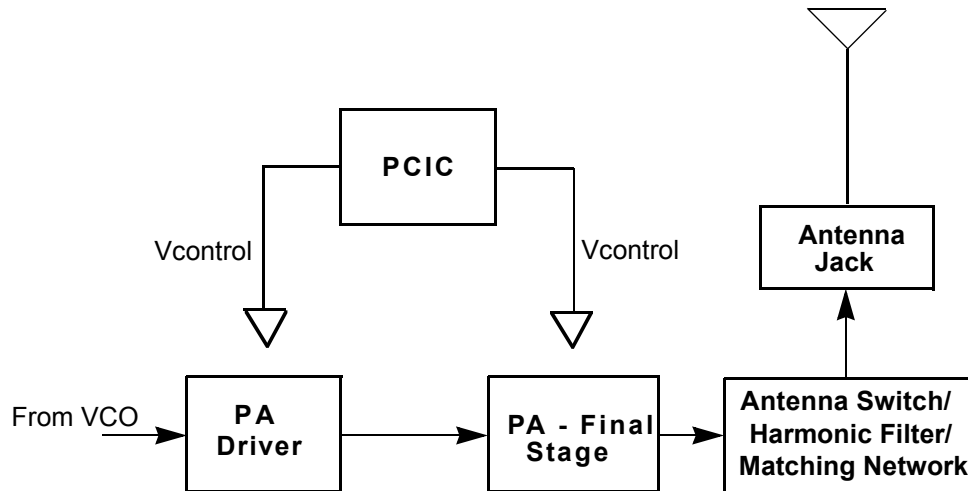 PCIC
Vcontrol
Vcontrol
Antenna
Jack
From VCO
PA
Driver
PA - Final
Stage
Antenna Switch/
Harmonic Filter/
Matching Network